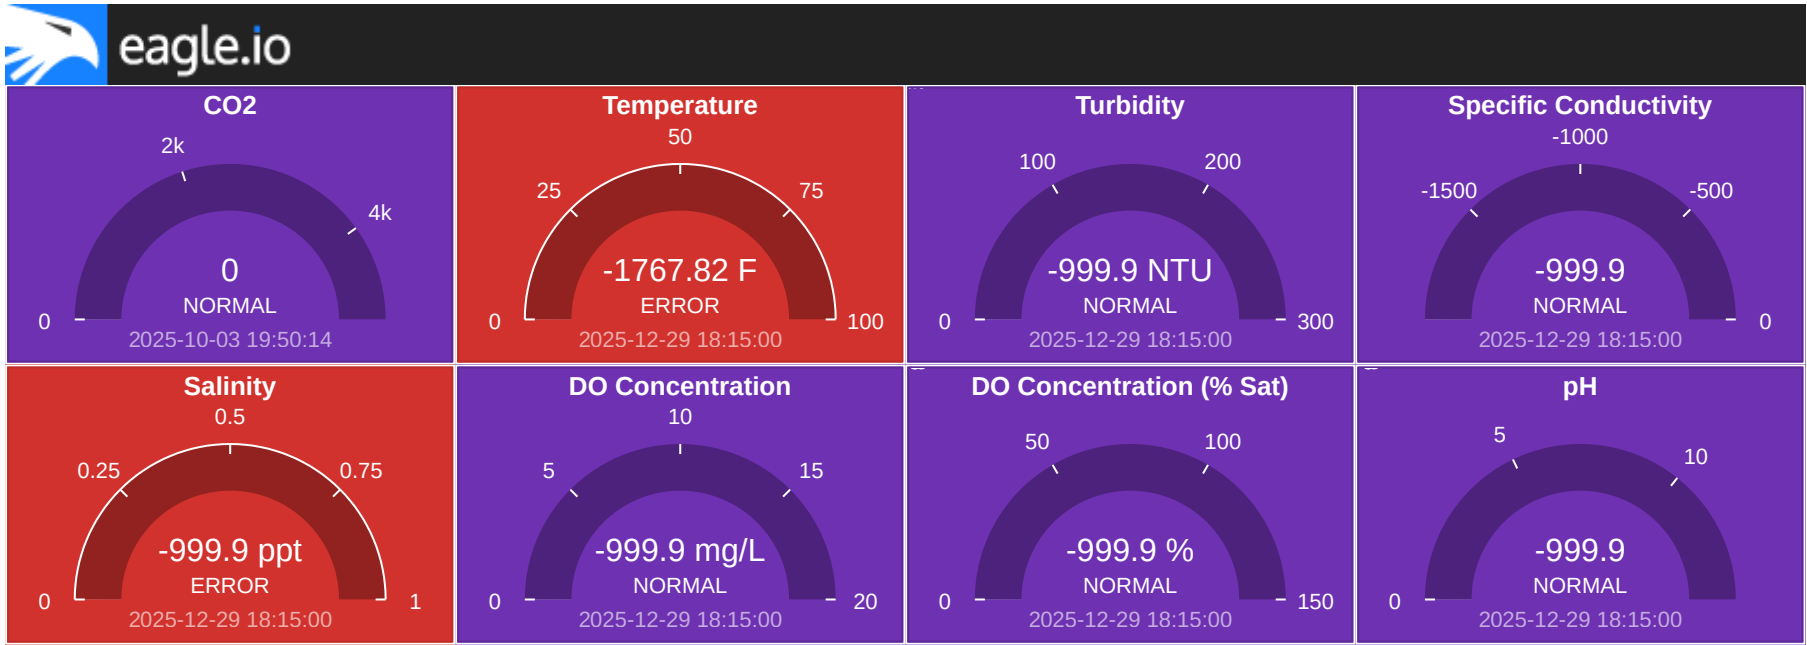 eagle.io
CO2
2k
4k
0
NORMAL
0
2025-10-03 19:50:14
Temperature
50
25
75
-1767.82 F
ERROR
0
100
2025-12-29 18:15:00
Turbidity
100
200
-999.9 NTU
NORMAL
0
300
2025-12-29 18:15:00
Specific Conductivity
-1000
-1500
-500
-999.9
NORMAL
0
2025-12-29 18:15:00
Salinity
0.5
0.25
0.75
-999.9 ppt
ERROR
0
1
2025-12-29 18:15:00
DO Concentration
10
5
15
-999.9 mg/L
NORMAL
0
20
2025-12-29 18:15:00
DO Concentration (% Sat)
50
100
-999.9 %
NORMAL
0
150
2025-12-29 18:15:00
pH
5
10
-999.9
NORMAL
0
2025-12-29 18:15:00